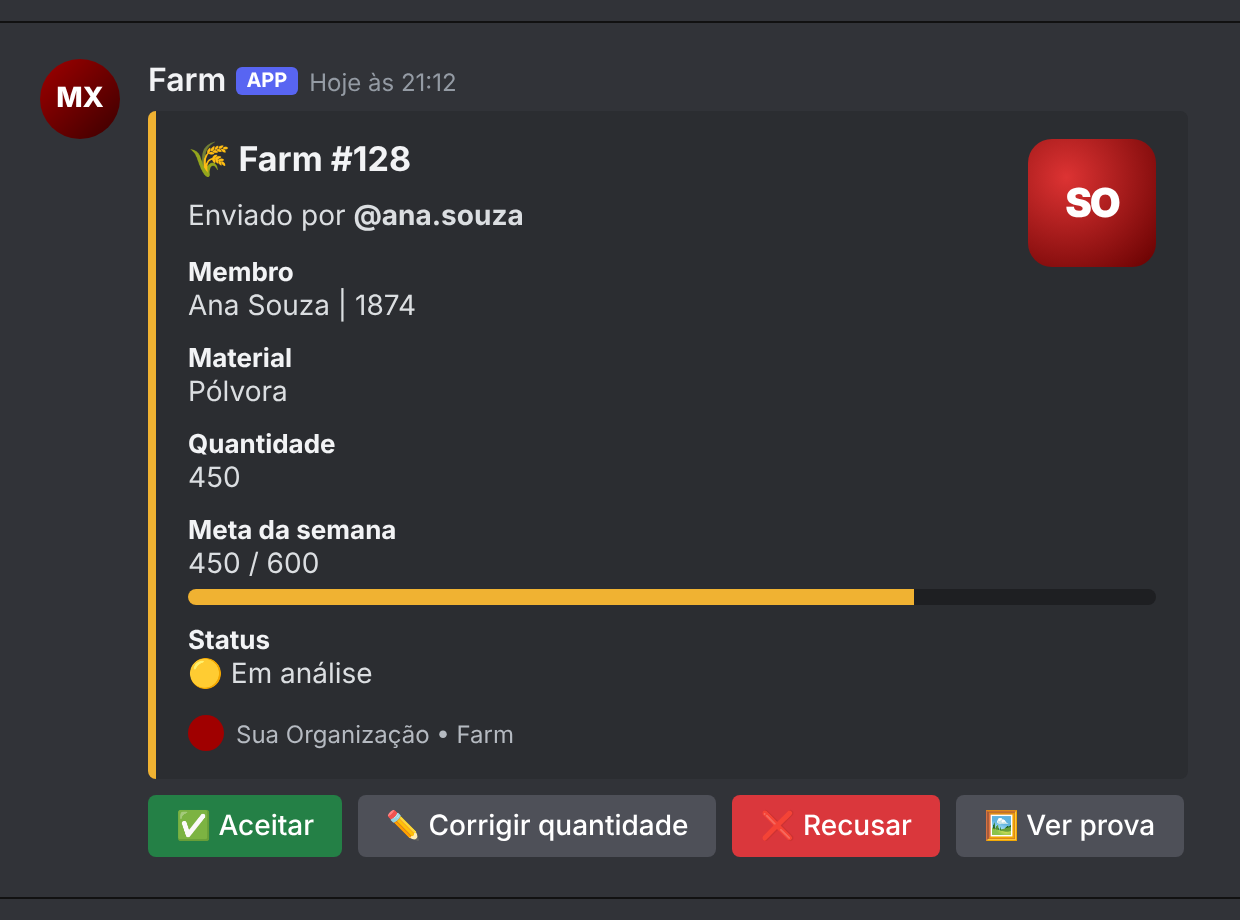 MX
Farm APP Hoje às 21:12
🌾 Farm #128
SO
Enviado por @ana.souza
Membro
Ana Souza | 1874
Material
Pólvora
Quantidade
450
Meta da semana
450 / 600
Status
🟡 Em análise
Sua Organização • Farm
✅ Aceitar
✏️ Corrigir quantidade
❌ Recusar
🖼️ Ver prova